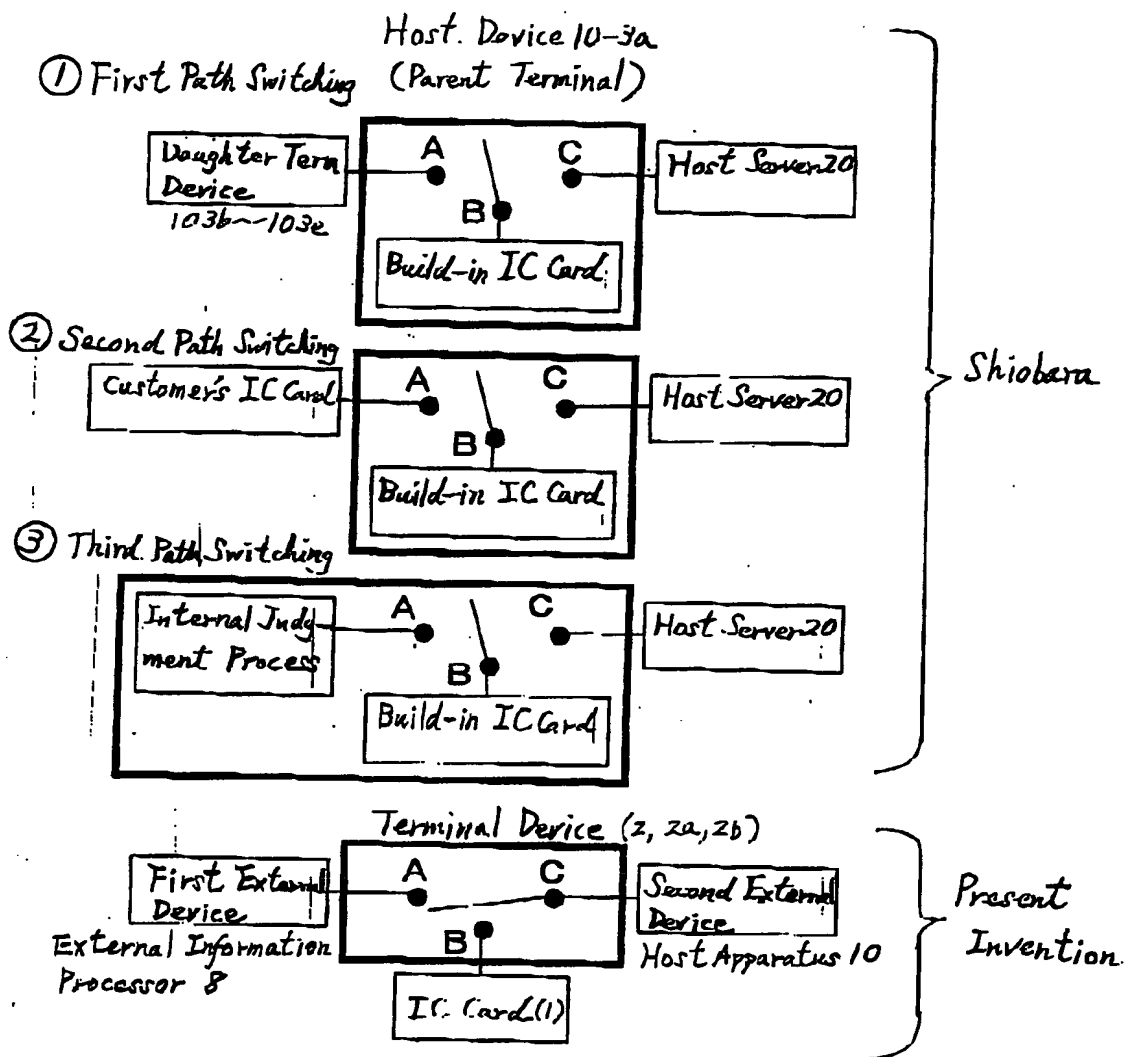 Host. Device 10-3a
① First Path Switching (Parent Terminal)
Daughter Term
Device
103b~~103e
A
C
B
Host Server 20
Build-in IC Card
② Second Path Switching
Customer's IC Card
A
C
B
Host Server 20
Build-in IC Card
Shiobara
③ Third Path Switching
Internal Judg
ment Process
A
C
B
Host Server 20
Build-in IC Card
Terminal Device (2, 2a, 2b)
First External
Device
A
C
B
Second External
Device
External Information
Processor 8
Host Apparatus 10
IC Card (1)
Present
Invention.